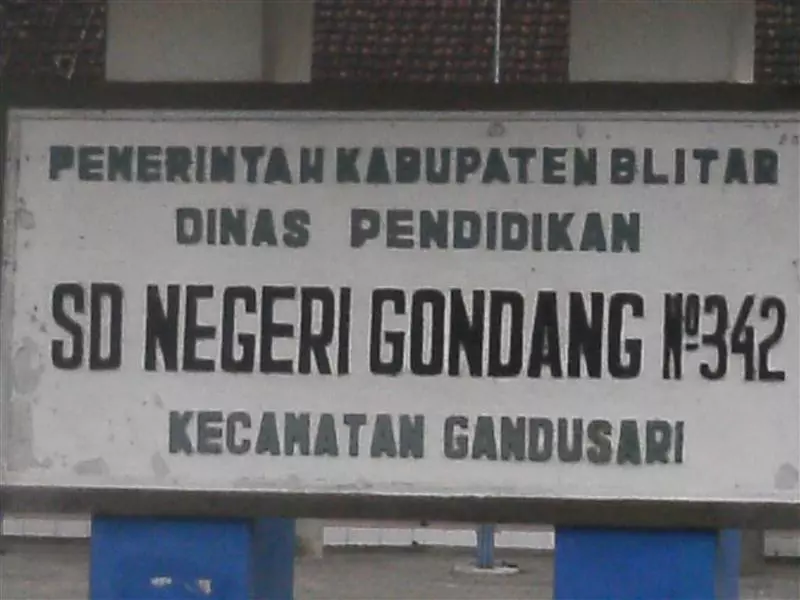 PEMERINTAH KABUPATEN BLITAR
DINAS PENDIDIKAN
SD NEGERI GONDANG Nº342
KECAMATAN GANDUSARI